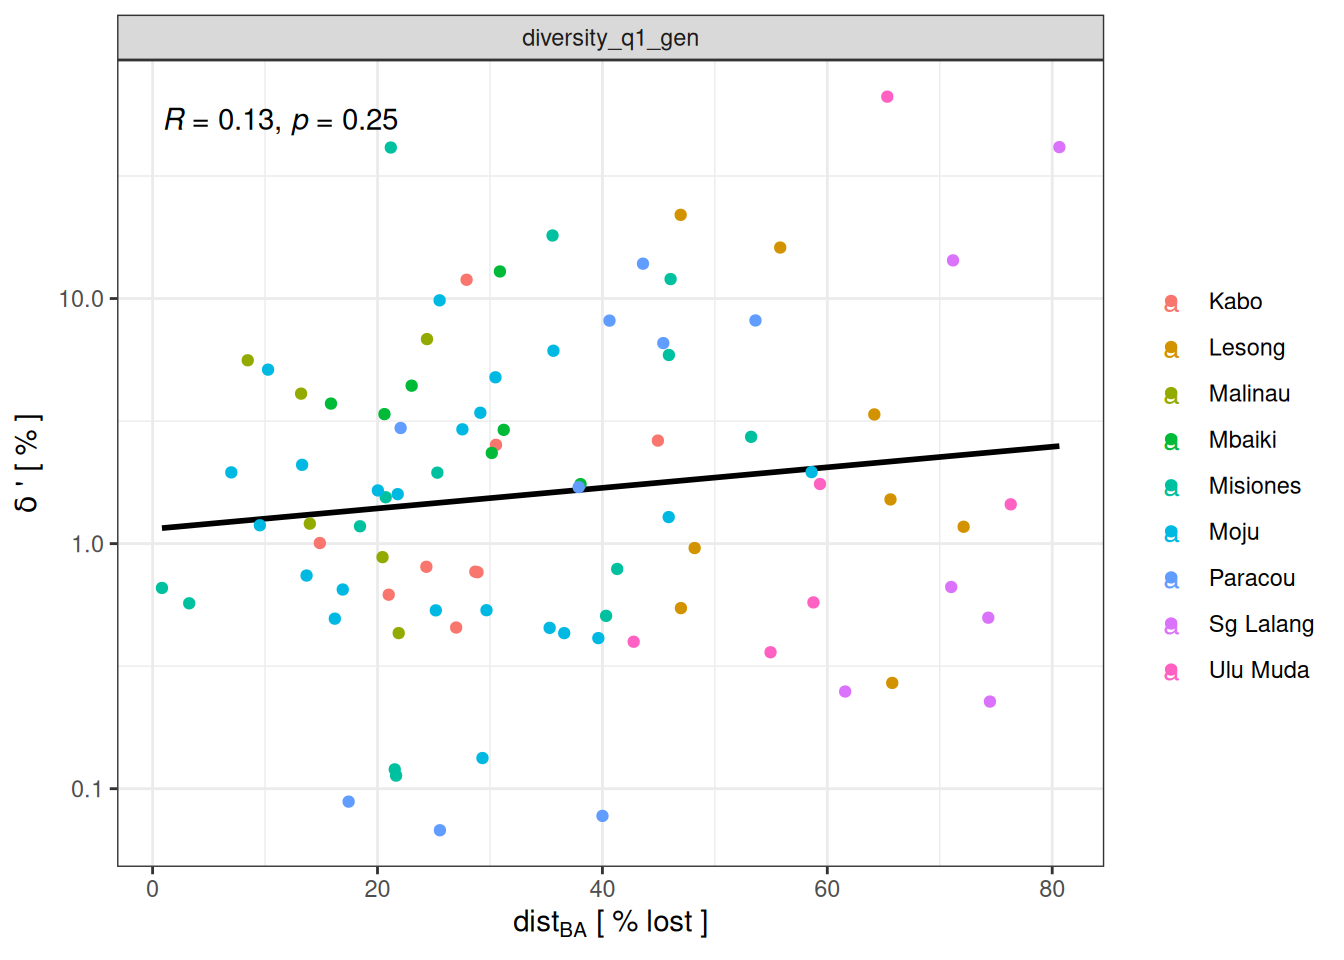 diversity_q1_gen
R = 0.13, p = 0.25
10.0
1.0
0.1
δ ' [ % ]
0 20 40 60 80
distBA [ % lost ]
a Kabo
a Lesong
a Malinau
a Mbaiki
a Misiones
a Moju
a Paracou
a Sg Lalang
a Ulu Muda